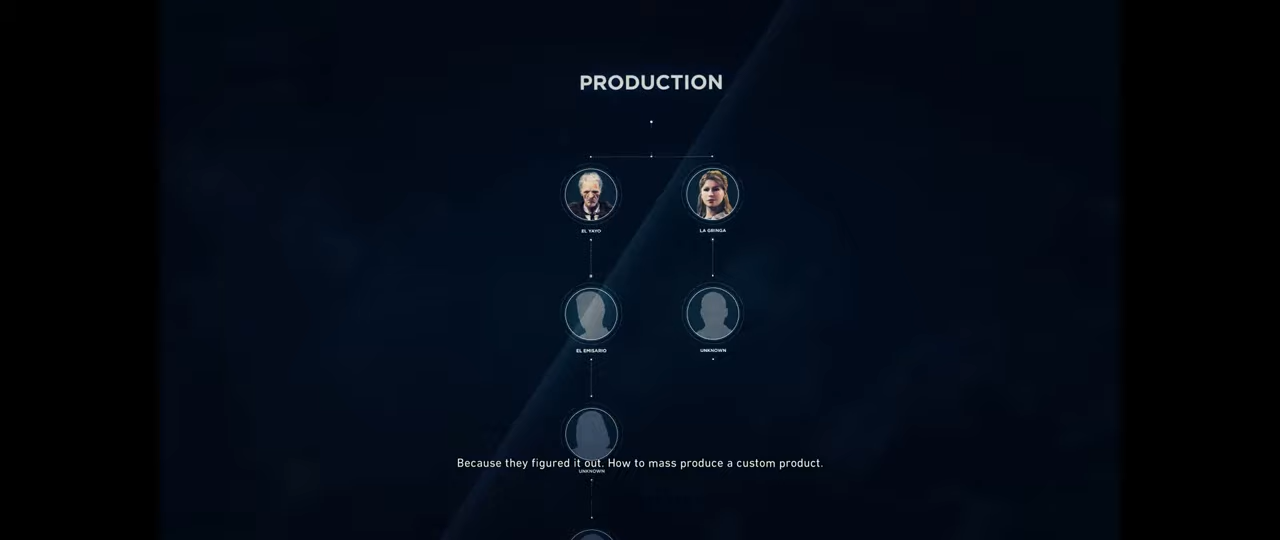 PRODUCTION
EL YAYO
LA GRINGA
EL EMISARIO
UNKNOWN
Because they figured it out. How to mass produce a custom product.
UNKNOWN